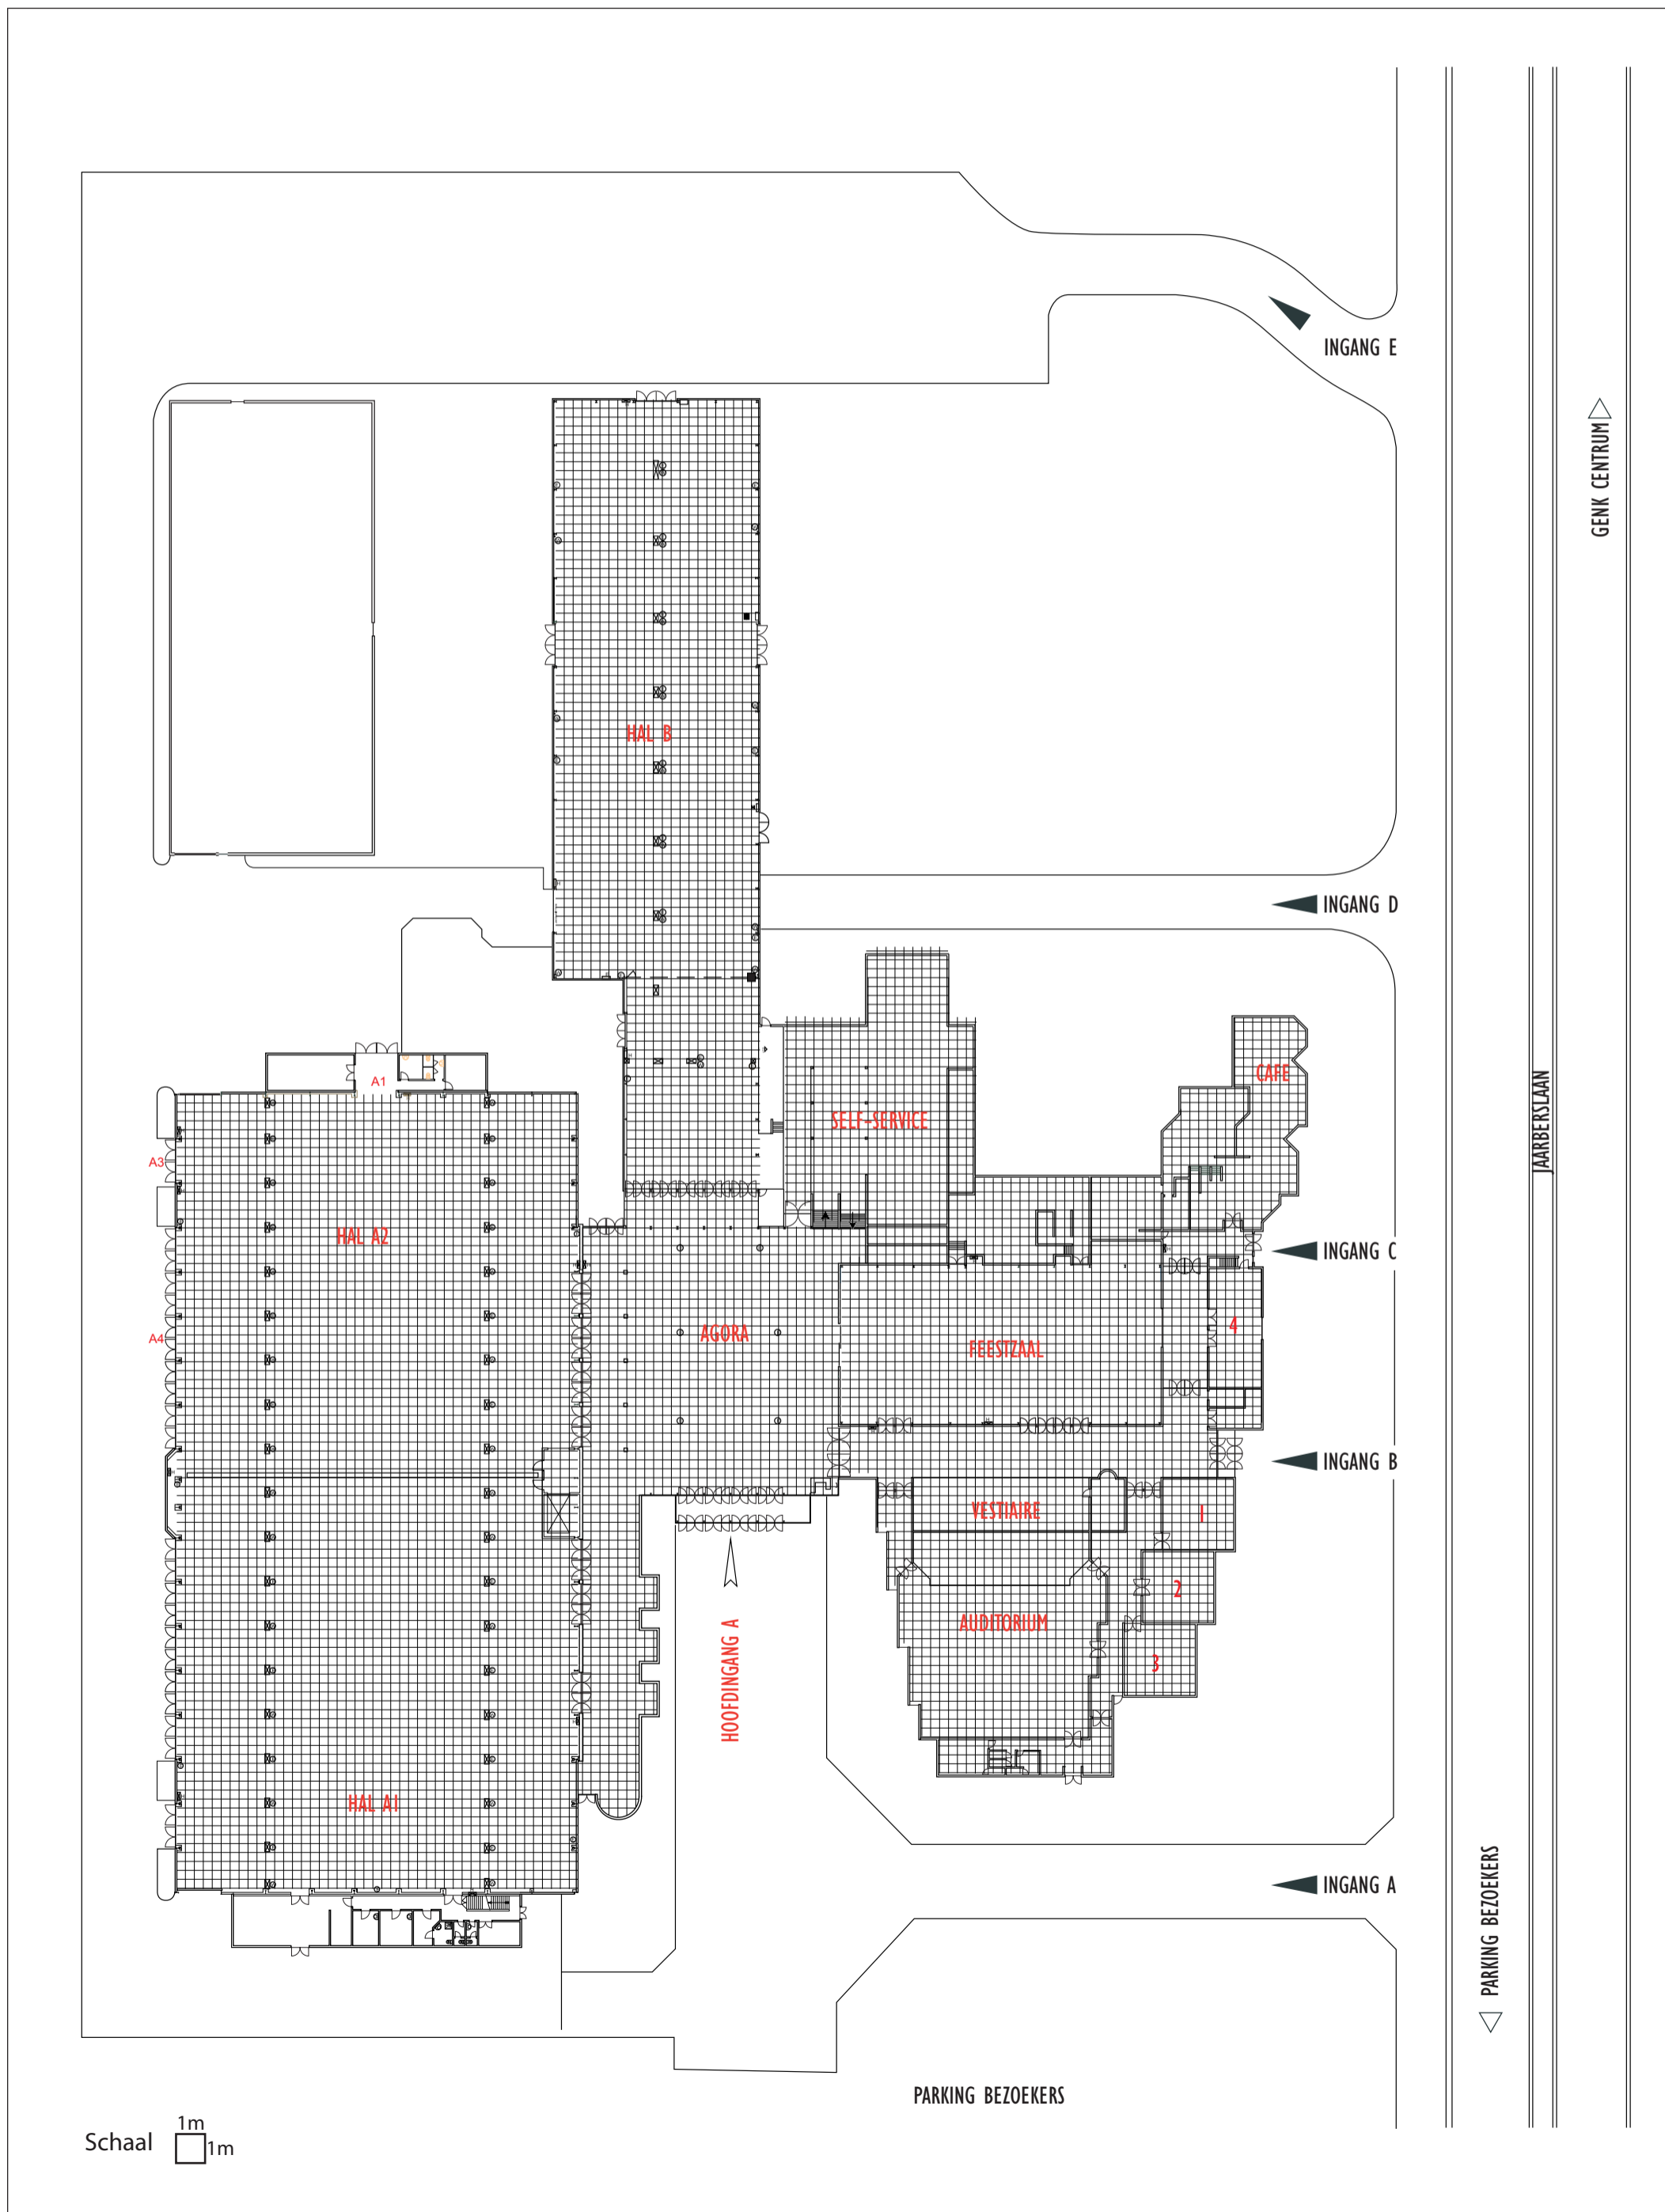 INGANG E
GENK CENTRUM
HAL B
INGANG D
CAFE
A1
SELF-SERVICE
JAARBERSLAAN
A3
HAL A2
INGANG C
4
A4
AGORA
FEESTZAAL
INGANG B
VESTIAIRE
1
2
AUDITORIUM
3
HOOFDINGANG A
HAL A1
INGANG A
PARKING BEZOEKERS
PARKING BEZOEKERS
1m
Schaal
1m